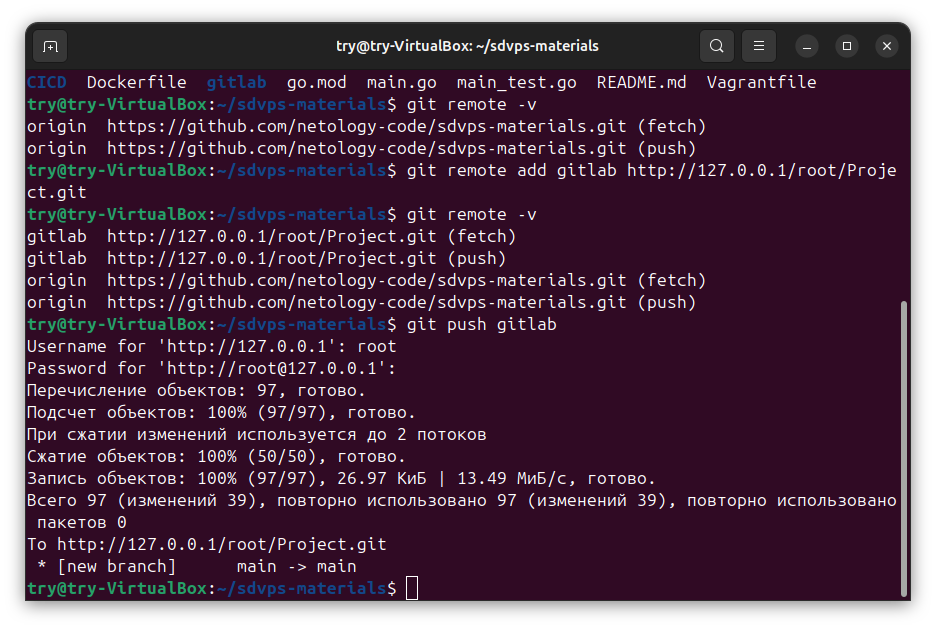 try@try-VirtualBox: ~/sdvps-materials
CICD  Dockerfile  gitlab  go.mod  main.go  main_test.go  README.md  Vagrantfile
try@try-VirtualBox:~/sdvps-materials$ git remote -v
origin  https://github.com/netology-code/sdvps-materials.git (fetch)
origin  https://github.com/netology-code/sdvps-materials.git (push)
try@try-VirtualBox:~/sdvps-materials$ git remote add gitlab http://127.0.0.1/root/Proje
ct.git
try@try-VirtualBox:~/sdvps-materials$ git remote -v
gitlab  http://127.0.0.1/root/Project.git (fetch)
gitlab  http://127.0.0.1/root/Project.git (push)
origin  https://github.com/netology-code/sdvps-materials.git (fetch)
origin  https://github.com/netology-code/sdvps-materials.git (push)
try@try-VirtualBox:~/sdvps-materials$ git push gitlab
Username for 'http://127.0.0.1': root
Password for 'http://root@127.0.0.1':
Перечисление объектов: 97, готово.
Подсчет объектов: 100% (97/97), готово.
При сжатии изменений используется до 2 потоков
Сжатие объектов: 100% (50/50), готово.
Запись объектов: 100% (97/97), 26.97 КиБ | 13.49 МиБ/с, готово.
Всего 97 (изменений 39), повторно использовано 97 (изменений 39), повторно использовано
 пакетов 0
To http://127.0.0.1/root/Project.git
 * [new branch]      main -> main
try@try-VirtualBox:~/sdvps-materials$